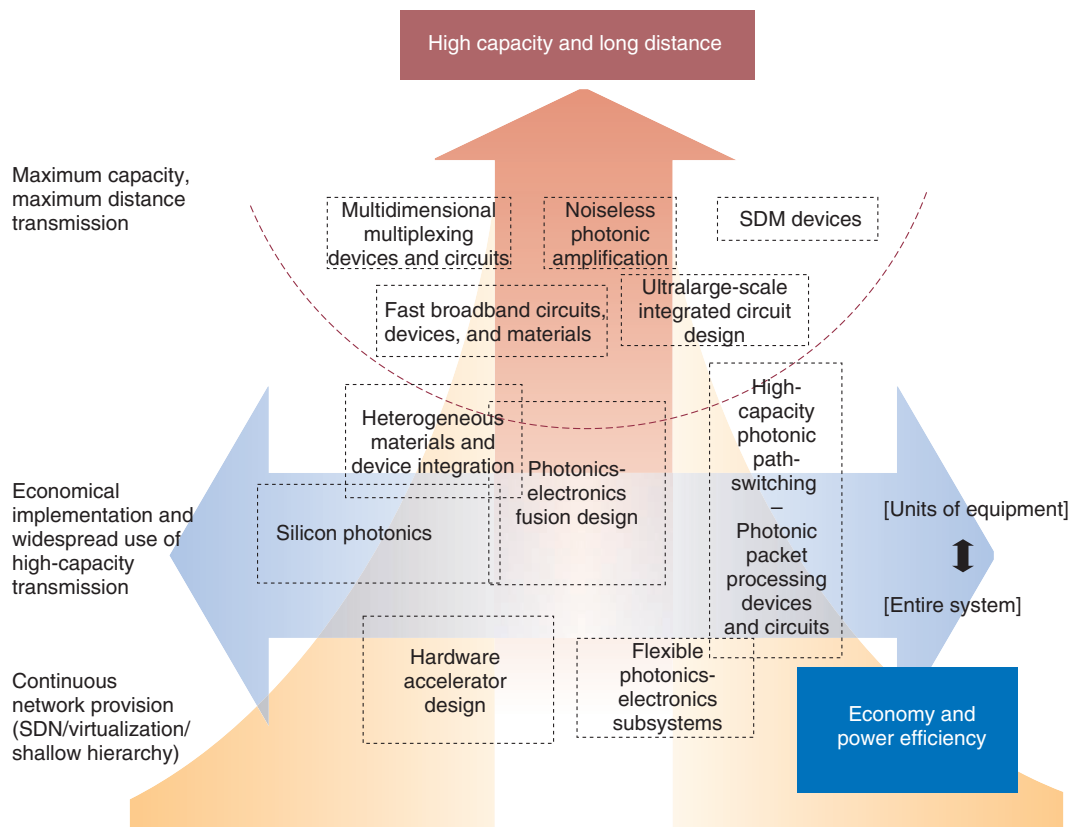 High capacity and long distance
Maximum capacity,
maximum distance
transmission
Multidimensional
multiplexing
devices and circuits
Noiseless
photonic
amplification
SDM devices
Fast broadband circuits,
devices, and materials
Ultralarge-scale
integrated circuit
design
Heterogeneous
materials and
device integration
High-
capacity
photonic
path-
switching
–
Photonic
packet
processing
devices
and circuits
Photonics-
electronics
fusion design
Economical
implementation and
widespread use of
high-capacity
transmission
Silicon photonics
[Units of equipment]
[Entire system]
Continuous
network provision
(SDN/virtualization/
shallow hierarchy)
Hardware
accelerator
design
Flexible
photonics-
electronics
subsystems
Economy and
power efficiency